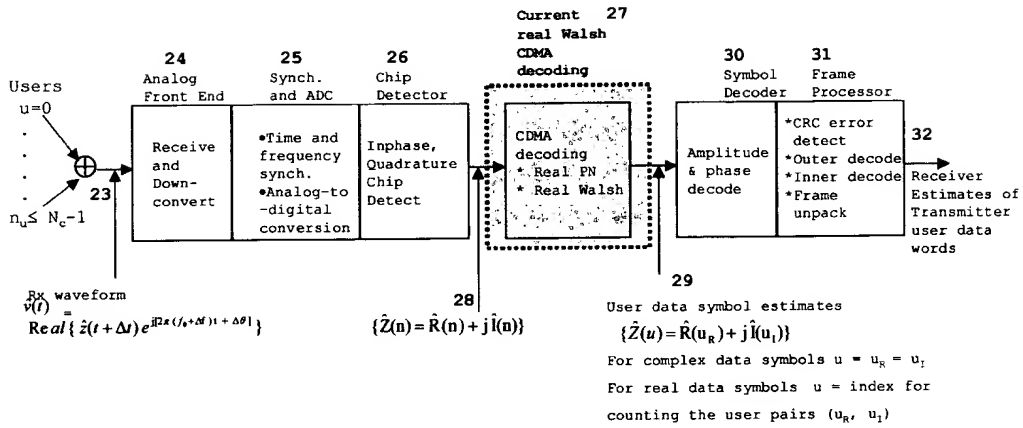 Current 27
real Walsh
CDMA
decoding
24
Analog
Front End
25
Synch.
and ADC
26
Chip
Detector
30
Symbol
Decoder
31
Frame
Processor
Users
u=0
.
.
.
.
n_u ≤ N_c-1
23
Receive
and
Down-
convert
•Time and
frequency
synch.
•Analog-to
-digital
conversion
Inphase,
Quadrature
Chip
Detect
CDMA
decoding
* Real PN
* Real Walsh
Amplitude
& phase
decode
*CRC error
detect
*Outer decode
*Inner decode
*Frame
unpack
32
Receiver
Estimates of
Transmitter
user data
words
Rx waveform
v̂(t) =
Real{ ẑ(t + Δt) e^{j[2π(f_0+Δf)t + Δθ]} }
28
{Ẑ(n) = R̂(n) + jÎ(n)}
29
User data symbol estimates
{Ẑ(u) = R̂(u_R) + jÎ(u_I)}
For complex data symbols u = u_R = u_I
For real data symbols u = index for
counting the user pairs (u_R, u_I)